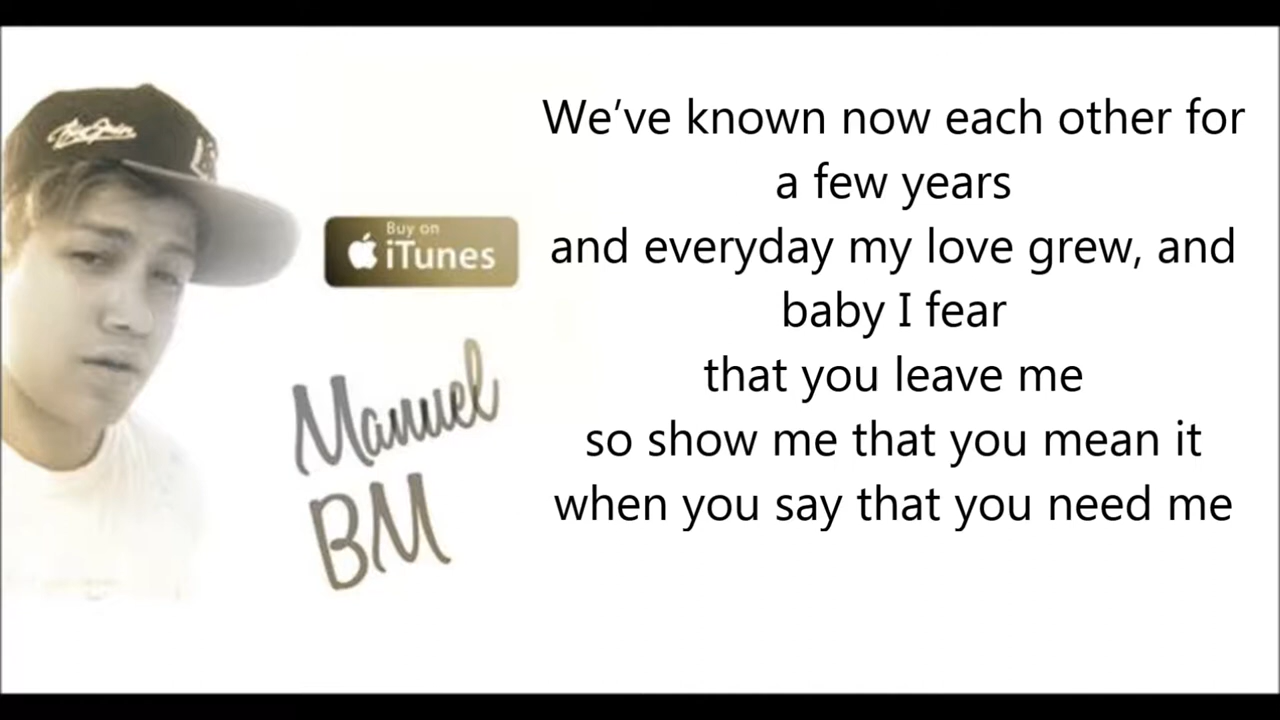 We’ve known now each other for
a few years
and everyday my love grew, and
baby I fear
that you leave me
so show me that you mean it
when you say that you need me
Buy on
iTunes
Manuel
BM